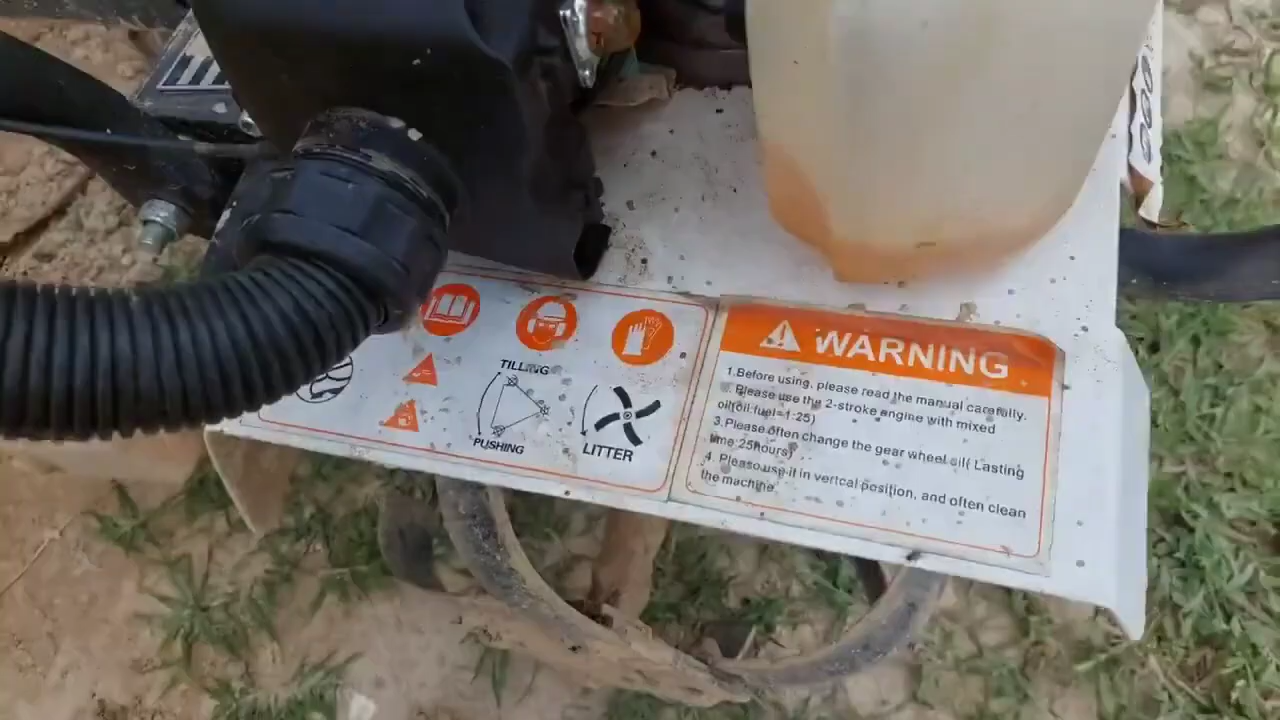 WARNING
1.Before using, please read the manual carefully.
Please use the 2-stroke engine with mixed
oil(oil:fuel=1:25)
3.Please often change the gear wheel oil( Lasting
time:25hours)
4. Please use it in vertcal position, and often clean
the machine
TILLING
PUSHING
LITTER